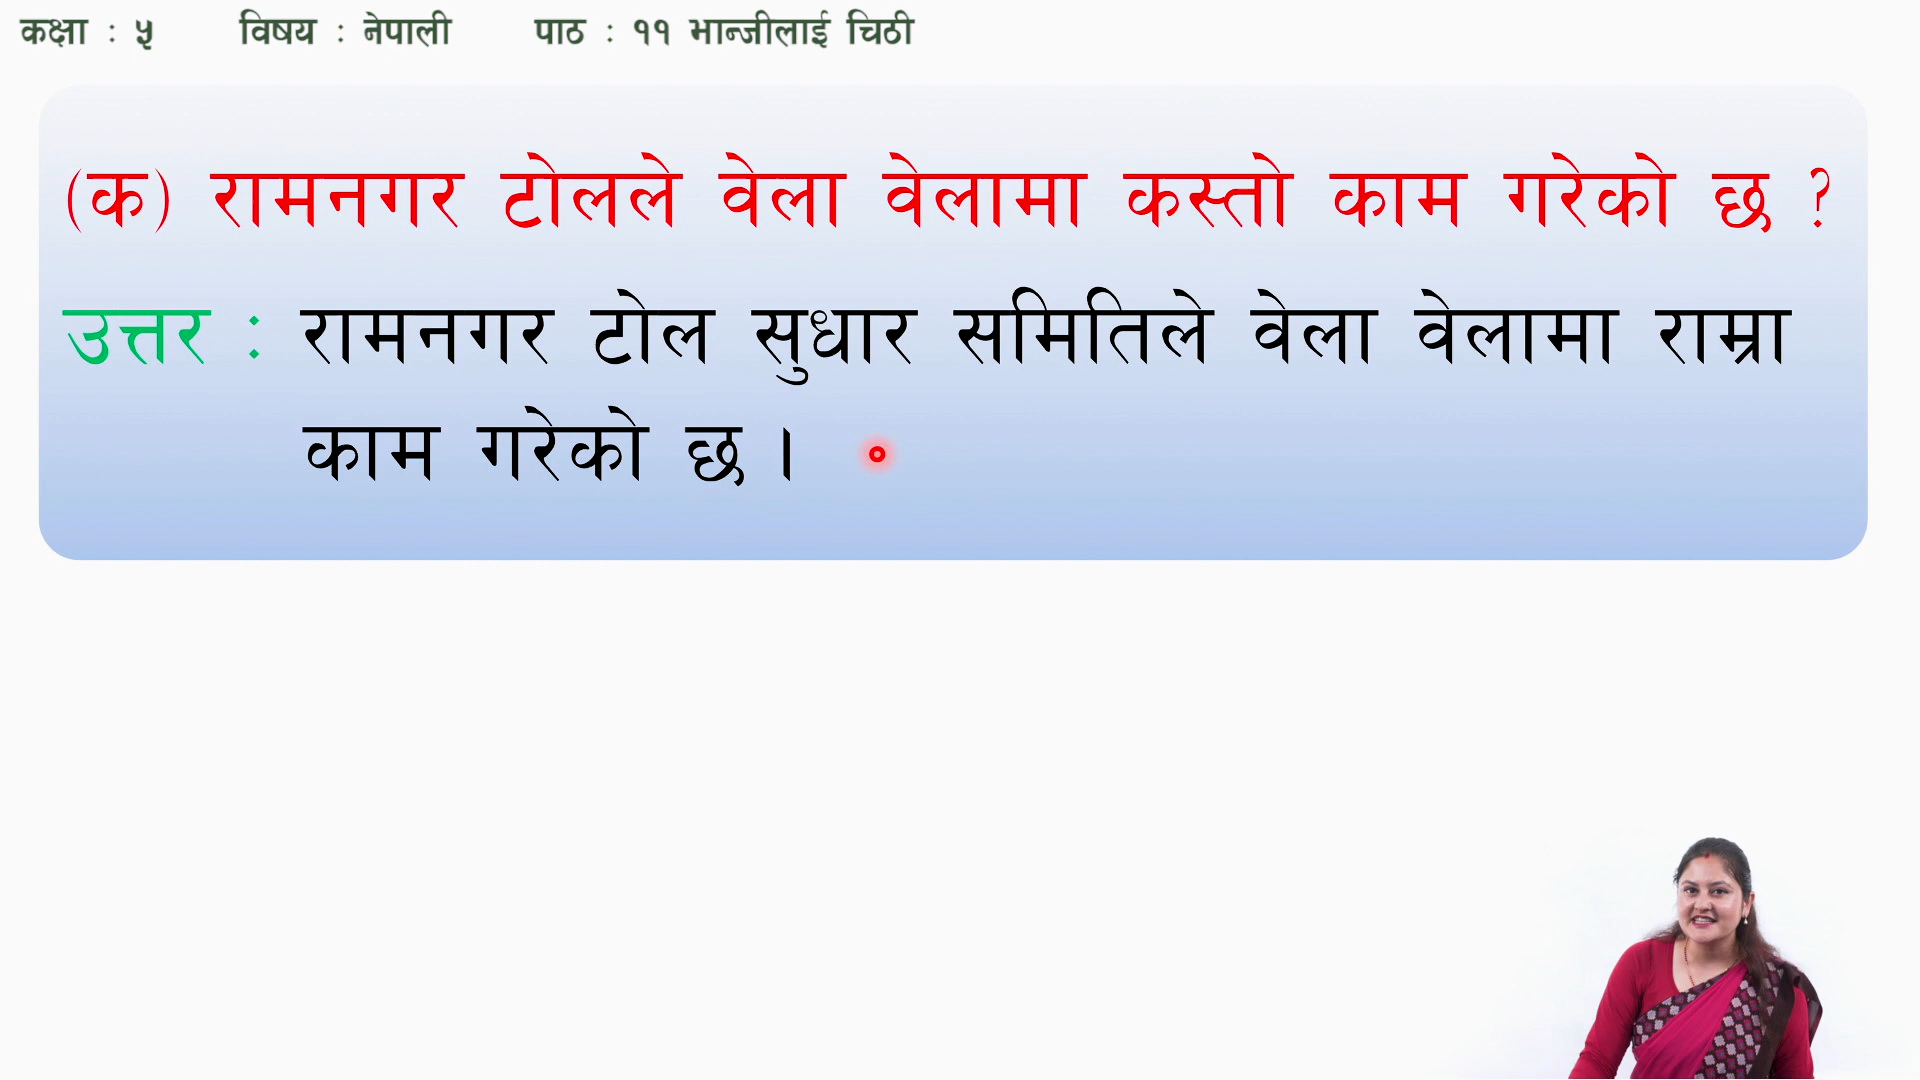 कक्षा : ५ विषय : नेपाली पाठ : ११ भान्जीलाई चिठी
(क) रामनगर टोलले वेला वेलामा कस्तो काम गरेको छ ?
उत्तर : रामनगर टोल सुधार समितिले वेला वेलामा राम्रा
काम गरेको छ ।